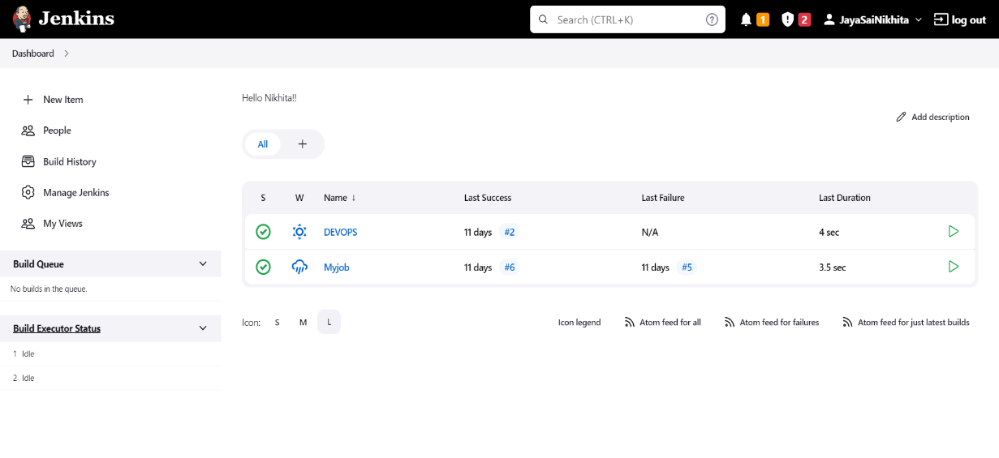 Jenkins
Search (CTRL+K)
1
2
JayaSaiNikhita
log out
Dashboard
New Item
People
Build History
Manage Jenkins
My Views
Build Queue
No builds in the queue.
Build Executor Status
1 Idle
2 Idle
Hello Nikhita!!
Add description
All +
S W Name ↓ Last Success Last Failure Last Duration
DEVOPS 11 days #2 N/A 4 sec
Myjob 11 days #6 11 days #5 3.5 sec
Icon: S M L
Icon legend Atom feed for all Atom feed for failures Atom feed for just latest builds